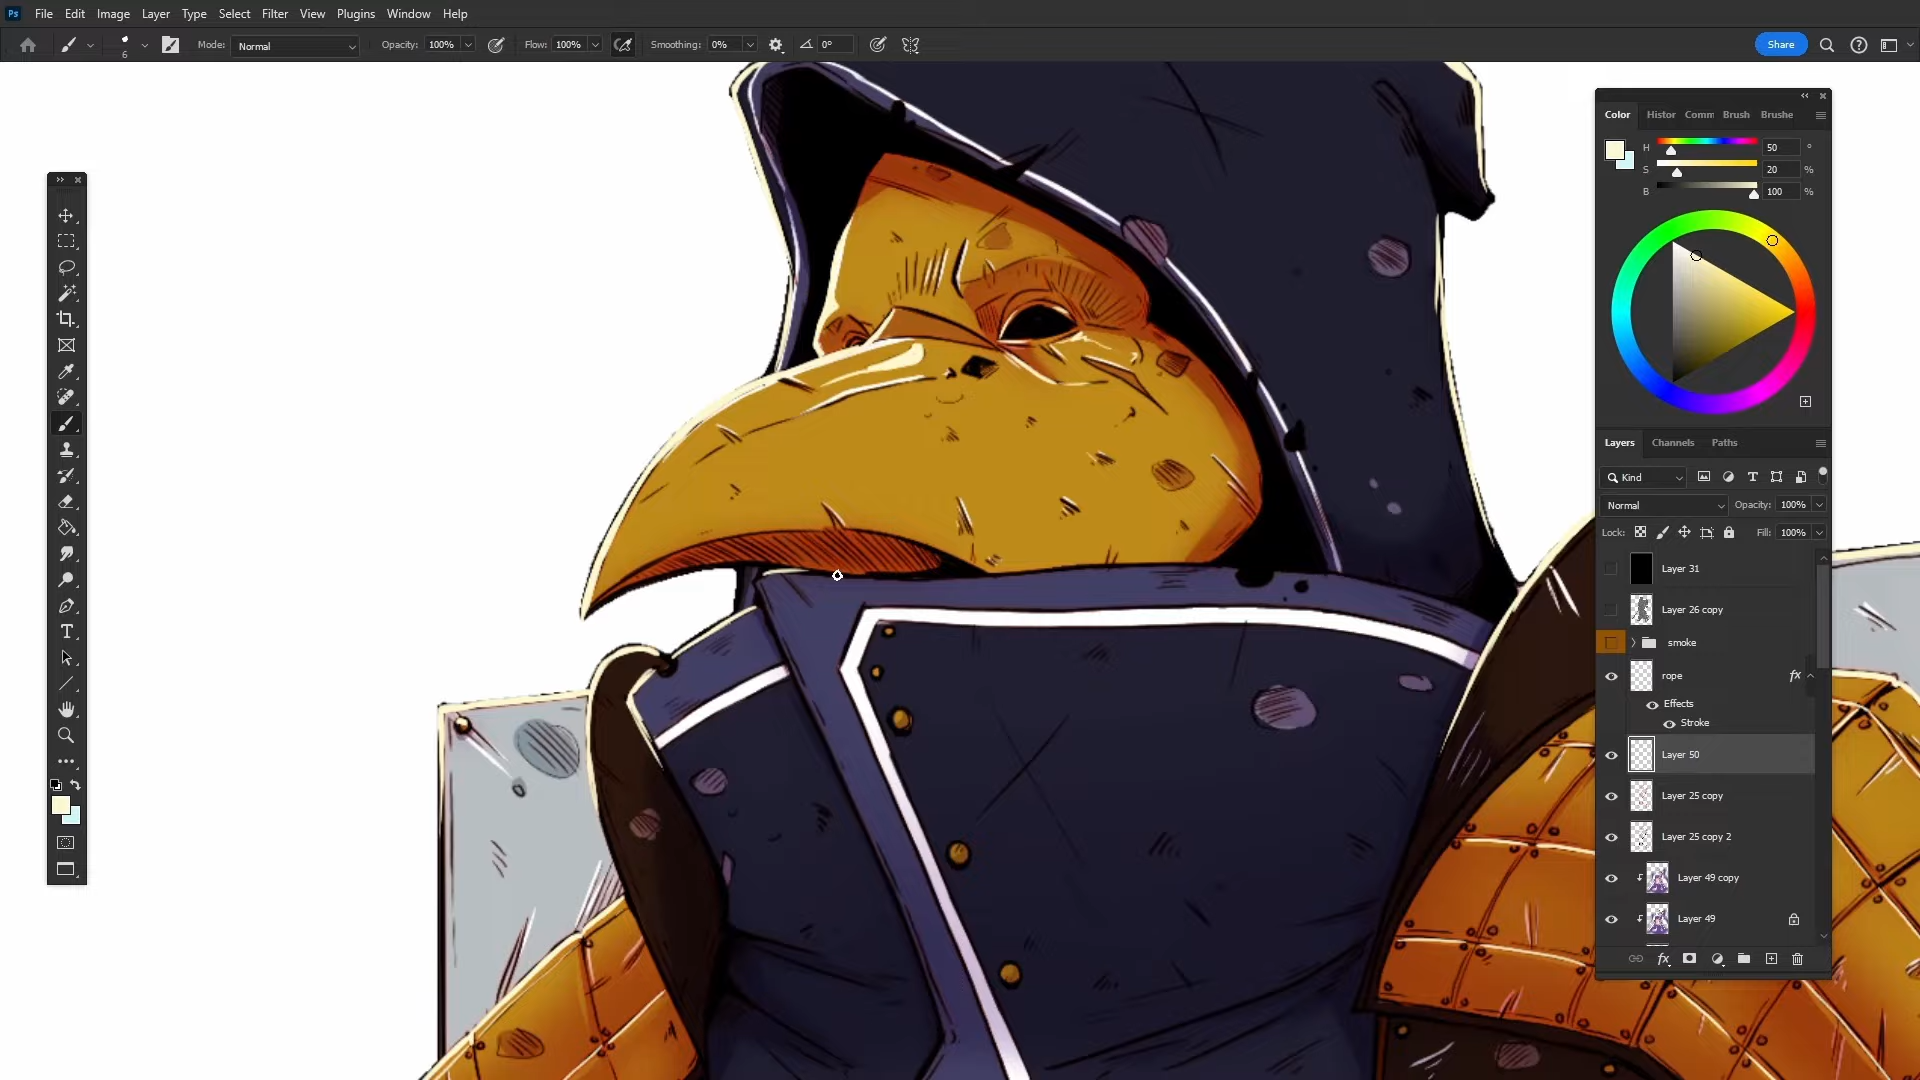 Ps File Edit Image Layer Type Select Filter View Plugins Window Help
6 Mode: Normal Opacity: 100% Flow: 100% Smoothing: 0% 0° Share
Color Histor Comm Brush Brushe
H 50 °
S 20 %
B 100 %
Layers Channels Paths
Kind
Normal Opacity: 100%
Lock: Fill: 100%
Layer 31
Layer 26 copy
smoke
rope fx
Effects
Stroke
Layer 50
Layer 25 copy
Layer 25 copy 2
Layer 49 copy
Layer 49
fx